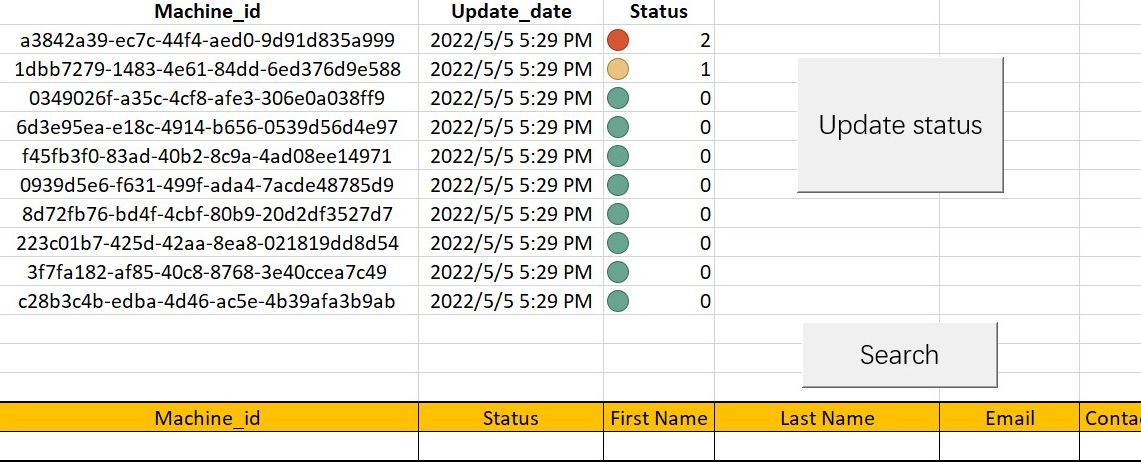 Machine_id Update_date Status
a3842a39-ec7c-44f4-aed0-9d91d835a999 2022/5/5 5:29 PM 2
1dbb7279-1483-4e61-84dd-6ed376d9e588 2022/5/5 5:29 PM 1
0349026f-a35c-4cf8-afe3-306e0a038ff9 2022/5/5 5:29 PM 0
6d3e95ea-e18c-4914-b656-0539d56d4e97 2022/5/5 5:29 PM 0
f45fb3f0-83ad-40b2-8c9a-4ad08ee14971 2022/5/5 5:29 PM 0
0939d5e6-f631-499f-ada4-7acde48785d9 2022/5/5 5:29 PM 0
8d72fb76-bd4f-4cbf-80b9-20d2df3527d7 2022/5/5 5:29 PM 0
223c01b7-425d-42aa-8ea8-021819dd8d54 2022/5/5 5:29 PM 0
3f7fa182-af85-40c8-8768-3e40ccea7c49 2022/5/5 5:29 PM 0
c28b3c4b-edba-4d46-ac5e-4b39afa3b9ab 2022/5/5 5:29 PM 0
Update status
Search
Machine_id Status First Name Last Name Email